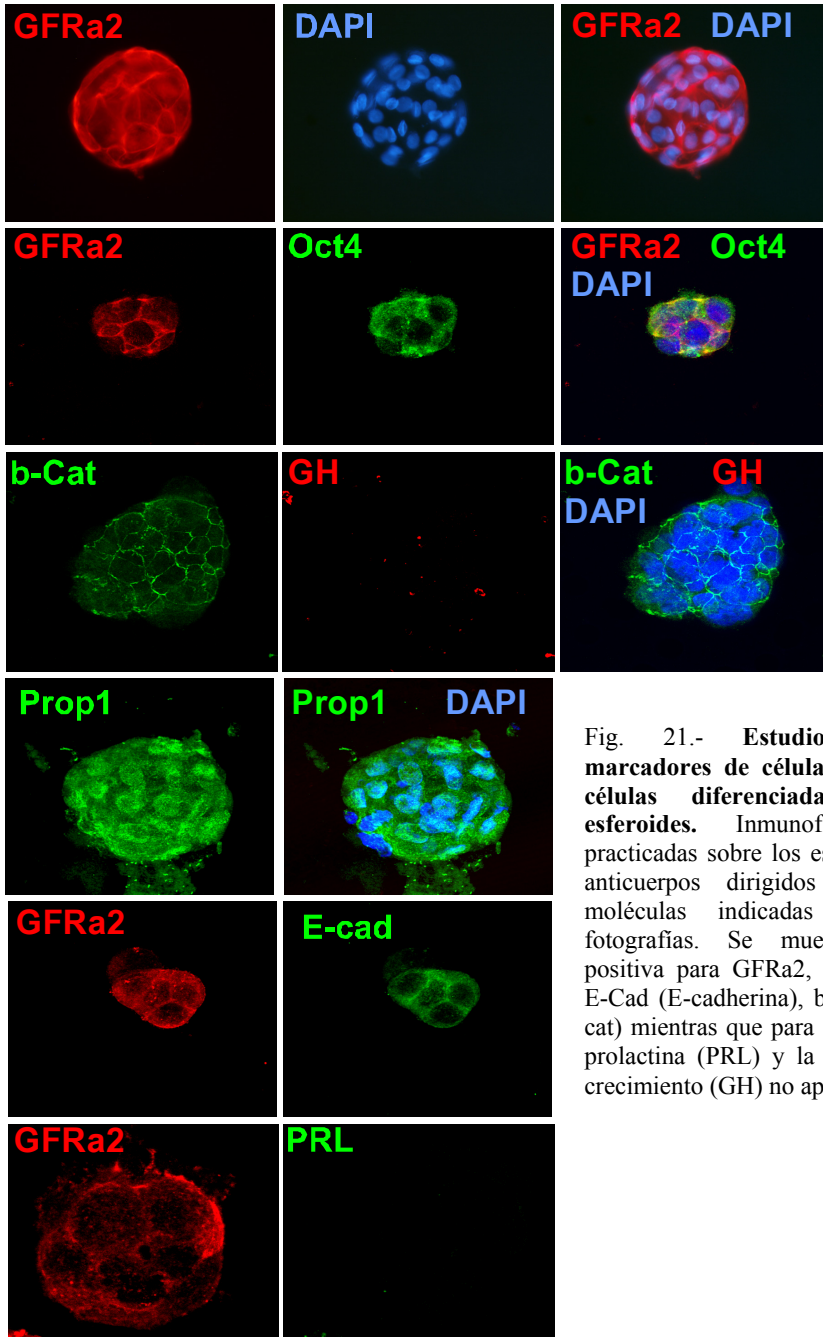 GFRa2
DAPI
GFRa2 DAPI
GFRa2
Oct4
GFRa2 Oct4
DAPI
b-Cat
GH
b-Cat GH
DAPI
Prop1
Prop1 DAPI
GFRa2
E-cad
GFRa2
PRL
Fig. 21.- Estudio
marcadores de célula
células diferenciada
esferoides. Inmunof
practicadas sobre los es
anticuerpos dirigidos
moléculas indicadas
fotografías. Se mue
positiva para GFRa2,
E-Cad (E-cadherina), b
cat) mientras que para
prolactina (PRL) y la
crecimiento (GH) no ap